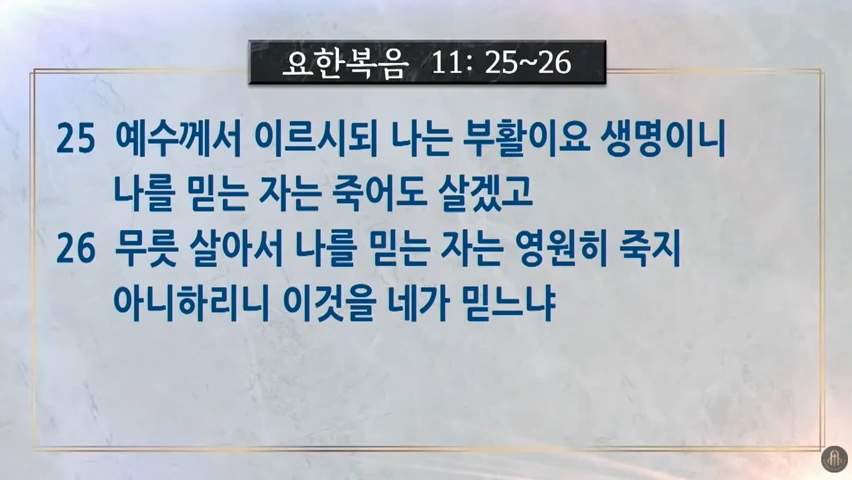 요한복음 11: 25~26
25 예수께서 이르시되 나는 부활이요 생명이니
나를 믿는 자는 죽어도 살겠고
26 무릇 살아서 나를 믿는 자는 영원히 죽지
아니하리니 이것을 네가 믿느냐